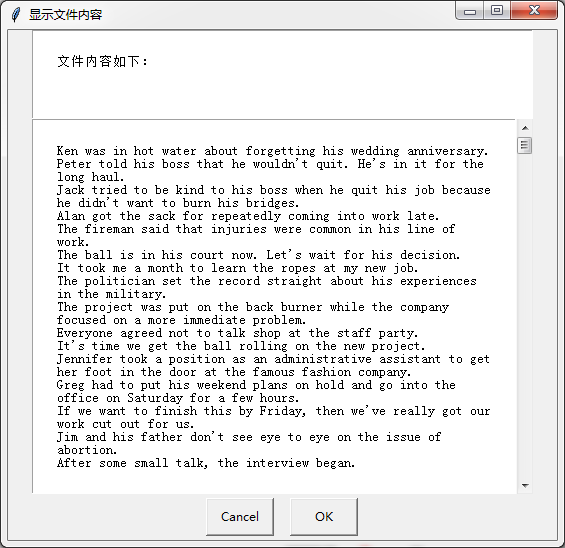 显示文件内容
文件内容如下：
Ken was in hot water about forgetting his wedding anniversary.
Peter told his boss that he wouldn't quit. He's in it for the
long haul.
Jack tried to be kind to his boss when he quit his job because
he didn't want to burn his bridges.
Alan got the sack for repeatedly coming into work late.
The fireman said that injuries were common in his line of
work.
The ball is in his court now. Let's wait for his decision.
It took me a month to learn the ropes at my new job.
The politician set the record straight about his experiences
in the military.
The project was put on the back burner while the company
focused on a more immediate problem.
Everyone agreed not to talk shop at the staff party.
It's time we get the ball rolling on the new project.
Jennifer took a position as an administrative assistant to get
her foot in the door at the famous fashion company.
Greg had to put his weekend plans on hold and go into the
office on Saturday for a few hours.
If we want to finish this by Friday, then we've really got our
work cut out for us.
Jim and his father don't see eye to eye on the issue of
abortion.
After some small talk, the interview began.
Cancel
OK